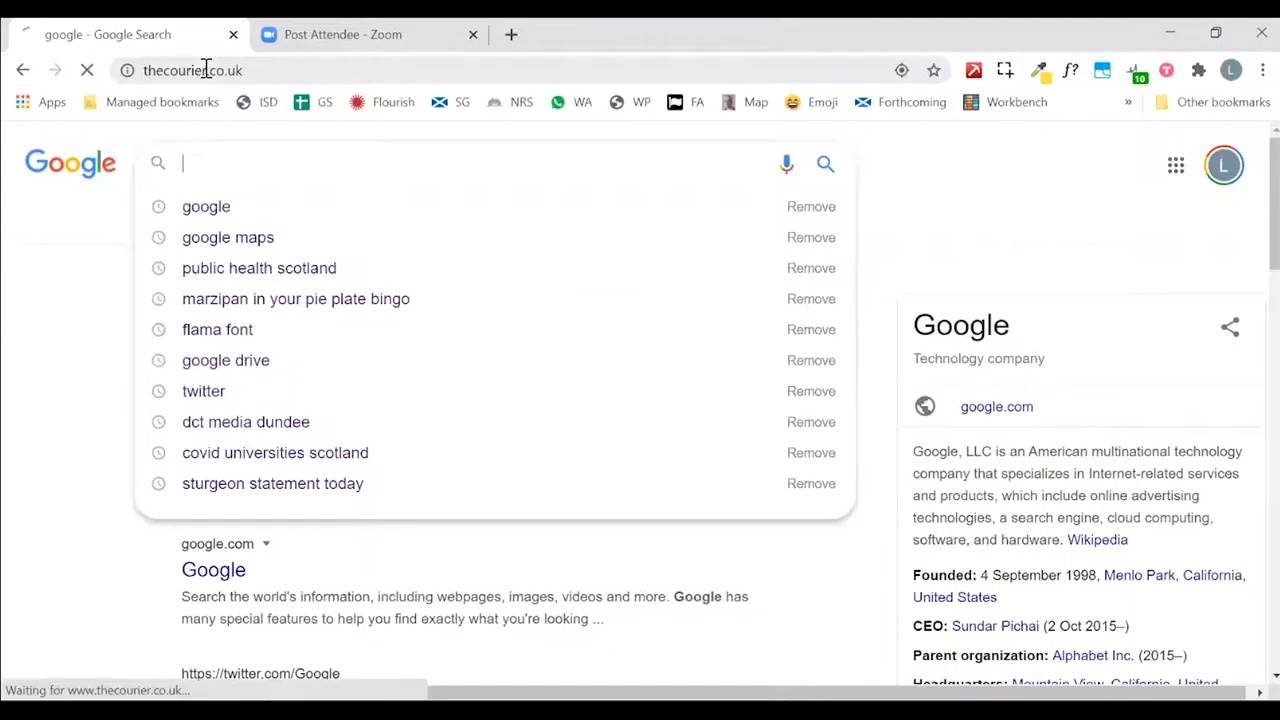 google - Google Search
Post Attendee - Zoom
thecourier.co.uk
10
L
Apps
Managed bookmarks
GS
Flourish
SG
NRS
WA
WP
FA
Map
Emoji
Forthcoming
Workbench
»
Other bookmarks
Google
L
google Remove
google maps Remove
public health scotland Remove
marzipan in your pie plate bingo Remove
flama font Remove
google drive Remove
twitter Remove
dct media dundee Remove
covid universities scotland Remove
sturgeon statement today Remove
google.com
Google
Search the world's information, including webpages, images, videos and more. Google has
many special features to help you find exactly what you're looking ...
https://twitter.com/Google
Google
Technology company
google.com
Google, LLC is an American multinational technology
company that specializes in Internet-related services
and products, which include online advertising
technologies, a search engine, cloud computing,
software, and hardware. Wikipedia
Founded: 4 September 1998, Menlo Park, California,
United States
CEO: Sundar Pichai (2 Oct 2015–)
Parent organization: Alphabet Inc. (2015–)
Headquarters: Mountain View, California, United
Waiting for www.thecourier.co.uk...